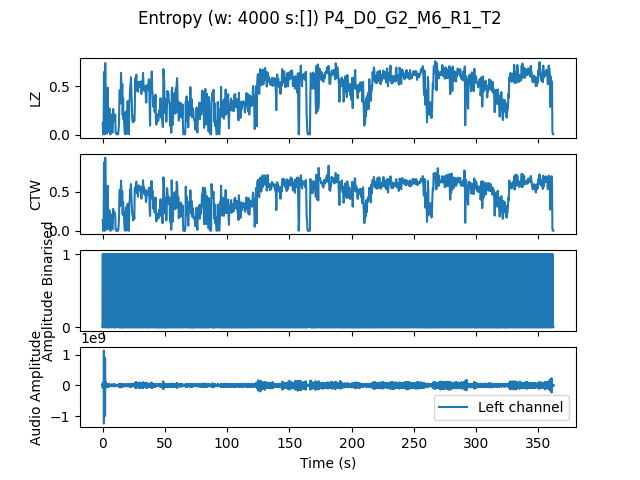 Entropy (w: 4000 s:[]) P4_D0_G2_M6_R1_T2
LZ
0.5
0.0
CTW
0.5
0.0
Amplitude Binarised
1
0
1e9
Audio Amplitude
1
0
−1
Left channel
0 50 100 150 200 250 300 350
Time (s)